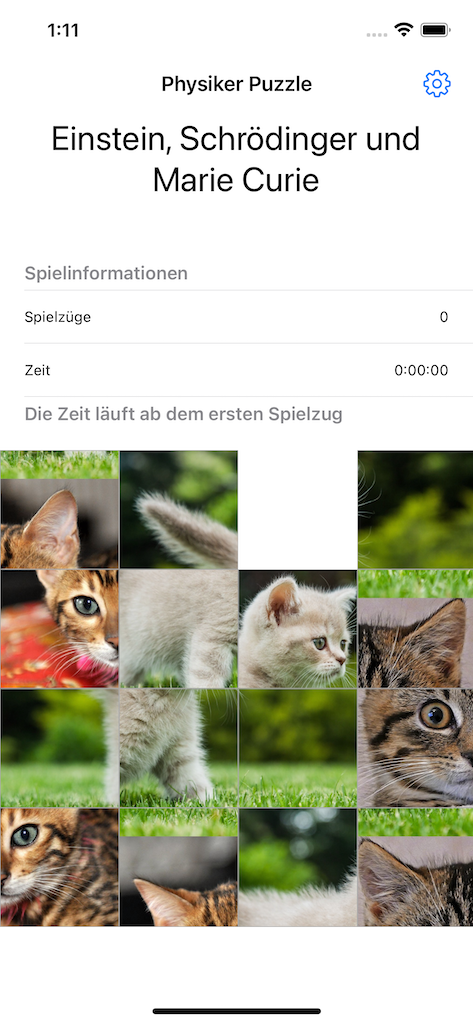 1:11
Physiker Puzzle
Einstein, Schrödinger und
Marie Curie
Spielinformationen
Spielzüge 0
Zeit 0:00:00
Die Zeit läuft ab dem ersten Spielzug